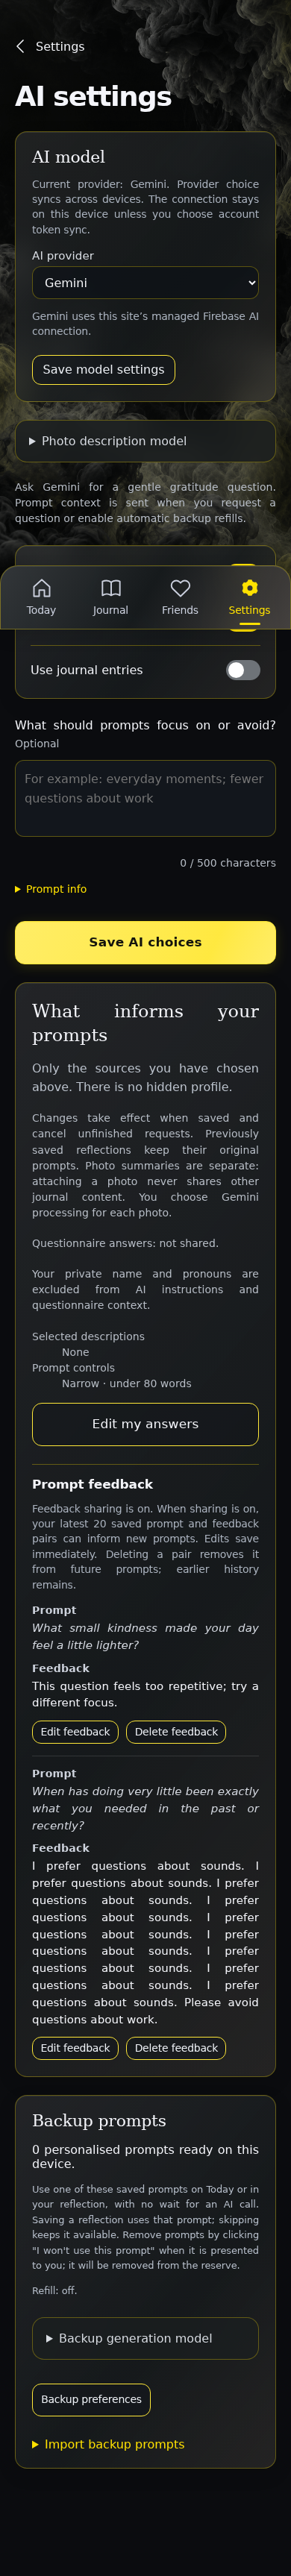 Settings
AI settings
AI model
Current provider: Gemini. Provider choice
syncs across devices. The connection stays
on this device unless you choose account
token sync.
AI provider
Gemini
Gemini uses this site’s managed Firebase AI
connection.
Save model settings
Photo description model
Ask Gemini for a gentle gratitude question.
Prompt context is sent when you request a
question or enable automatic backup refills.
Today
Journal
Friends
Settings
Use journal entries
What should prompts focus on or avoid?
Optional
For example: everyday moments; fewer
questions about work
0 / 500 characters
Prompt info
Save AI choices
What informs your
prompts
Only the sources you have chosen
above. There is no hidden profile.
Changes take effect when saved and
cancel unfinished requests. Previously
saved reflections keep their original
prompts. Photo summaries are separate:
attaching a photo never shares other
journal content. You choose Gemini
processing for each photo.
Questionnaire answers: not shared.
Your private name and pronouns are
excluded from AI instructions and
questionnaire context.
Selected descriptions
None
Prompt controls
Narrow · under 80 words
Edit my answers
Prompt feedback
Feedback sharing is on. When sharing is on,
your latest 20 saved prompt and feedback
pairs can inform new prompts. Edits save
immediately. Deleting a pair removes it
from future prompts; earlier history
remains.
Prompt
What small kindness made your day
feel a little lighter?
Feedback
This question feels too repetitive; try a
different focus.
Edit feedback
Delete feedback
Prompt
When has doing very little been exactly
what you needed in the past or
recently?
Feedback
I prefer questions about sounds. I
prefer questions about sounds. I prefer
questions about sounds. I prefer
questions about sounds. I prefer
questions about sounds. I prefer
questions about sounds. I prefer
questions about sounds. I prefer
questions about sounds. I prefer
questions about sounds. Please avoid
questions about work.
Edit feedback
Delete feedback
Backup prompts
0 personalised prompts ready on this
device.
Use one of these saved prompts on Today or in
your reflection, with no wait for an AI call.
Saving a reflection uses that prompt; skipping
keeps it available. Remove prompts by clicking
"I won't use this prompt" when it is presented
to you; it will be removed from the reserve.
Refill: off.
Backup generation model
Backup preferences
Import backup prompts